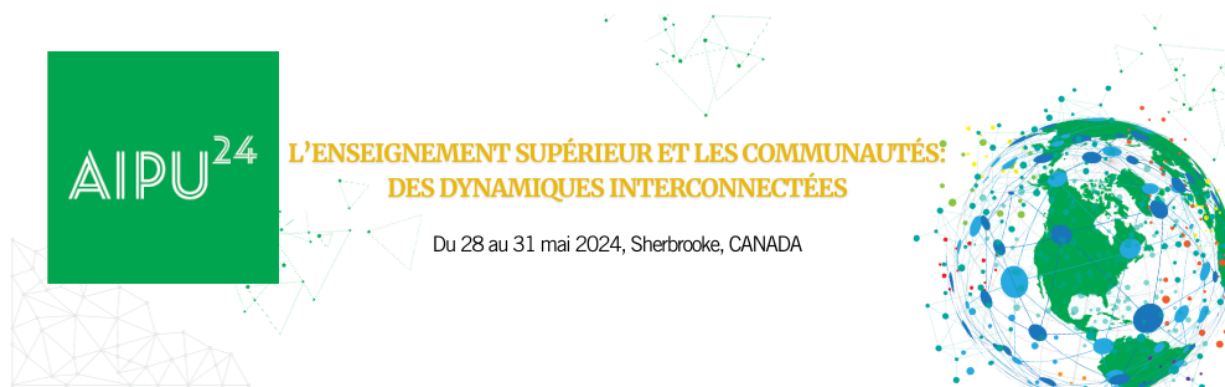 AIPU24
L'ENSEIGNEMENT SUPÉRIEUR ET LES COMMUNAUTÉS:
DES DYNAMIQUES INTERCONNECTÉES
Du 28 au 31 mai 2024, Sherbrooke, CANADA